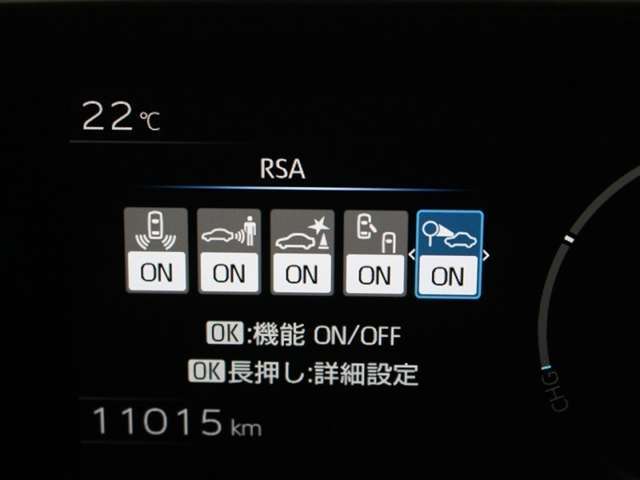 22℃
RSA
ON ON ON ON ON
OK:機能 ON/OFF
OK長押し:詳細設定
11015 km
CHG